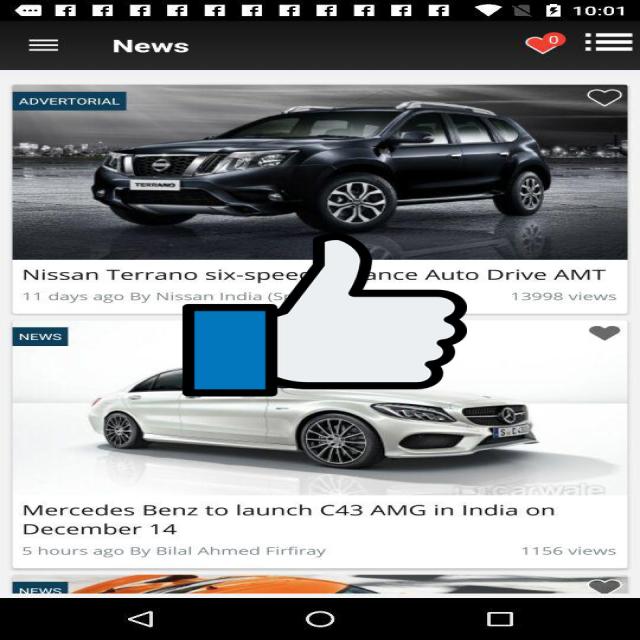 10:01
News
0
ADVERTORIAL
TERRANO
Nissan Terrano six-speed ance Auto Drive AMT
11 days ago By Nissan India (Sp
13998 views
NEWS
carwale
Mercedes Benz to launch C43 AMG in India on
December 14
5 hours ago By Bilal Ahmed Firfiray
1156 views
NEWS